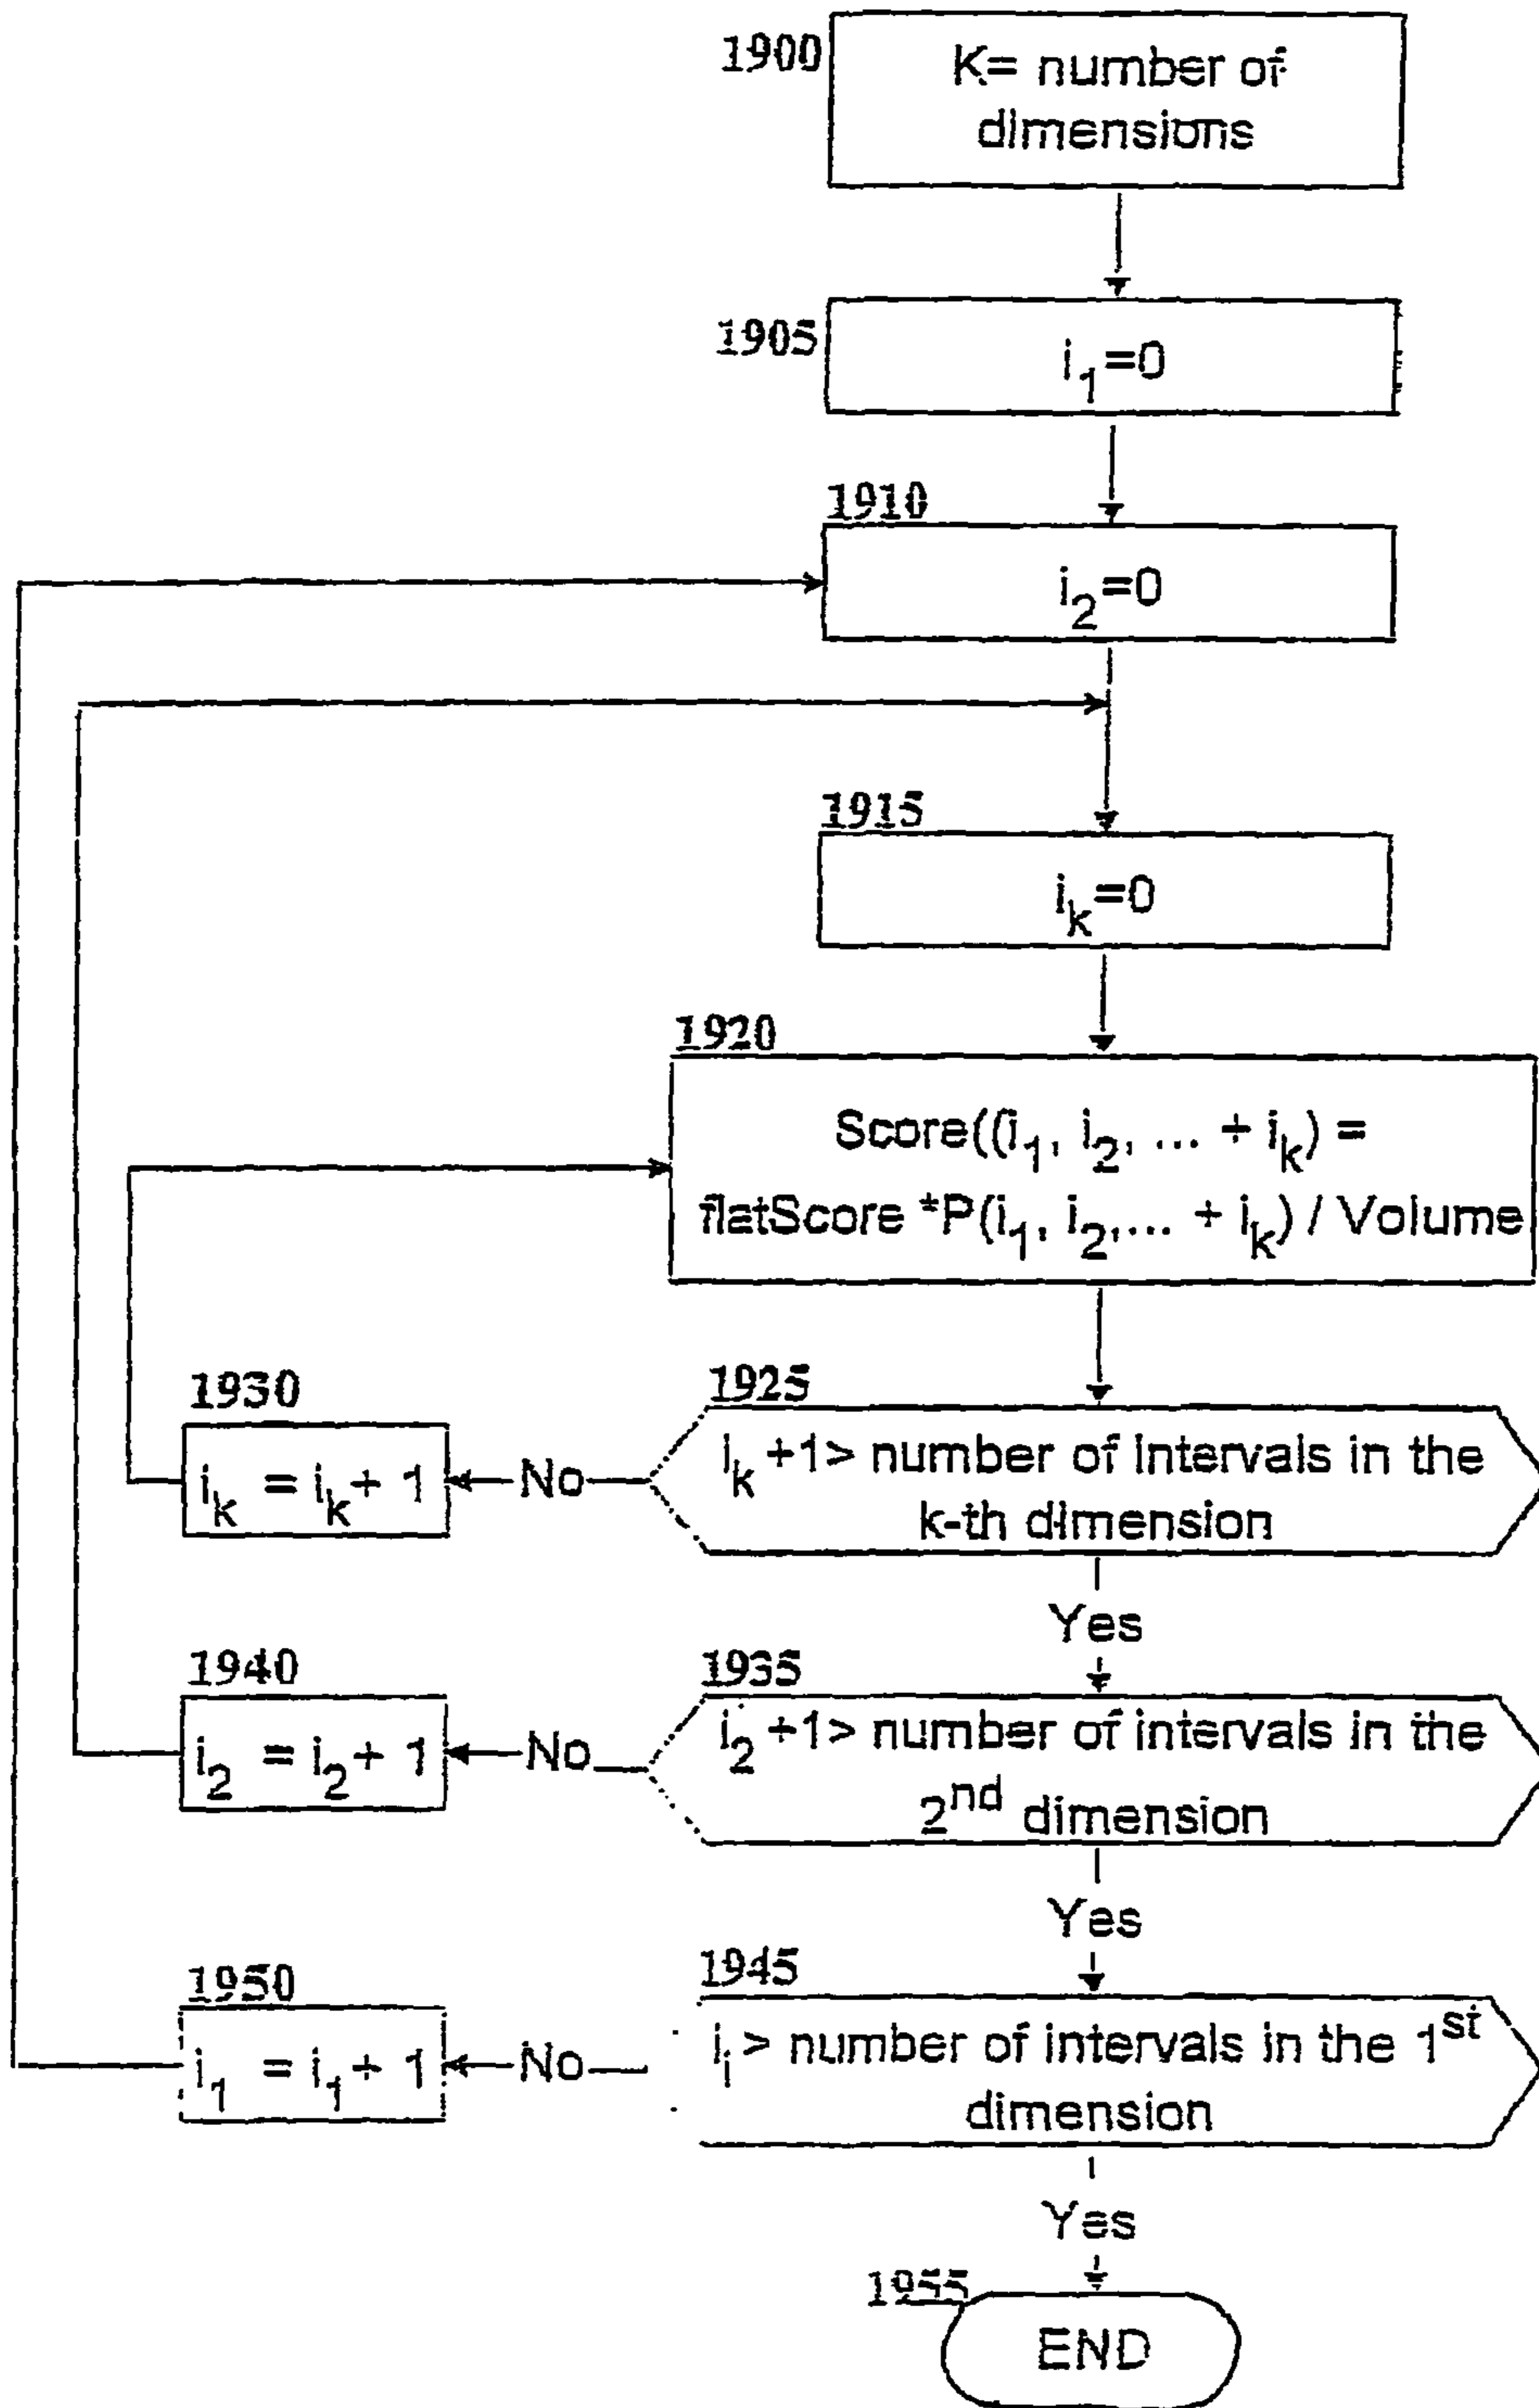 1900
K= number of
dimensions
1905
i₁=0
1910
i₂=0
1915
iₖ=0
1920
Score((i₁, i₂, ... + iₖ) =
flatScore *P(i₁, i₂,... + iₖ) / Volume
1930
iₖ = iₖ+ 1
No
1925
iₖ +1> number of intervals in the
k-th dimension
Yes
1940
i₂ = i₂+ 1
No
1935
i₂ +1> number of intervals in the
2ⁿᵈ dimension
Yes
1950
i₁ = i₁+ 1
No
1945
iᵢ > number of intervals in the 1ˢᵗ
dimension
Yes
1955
END